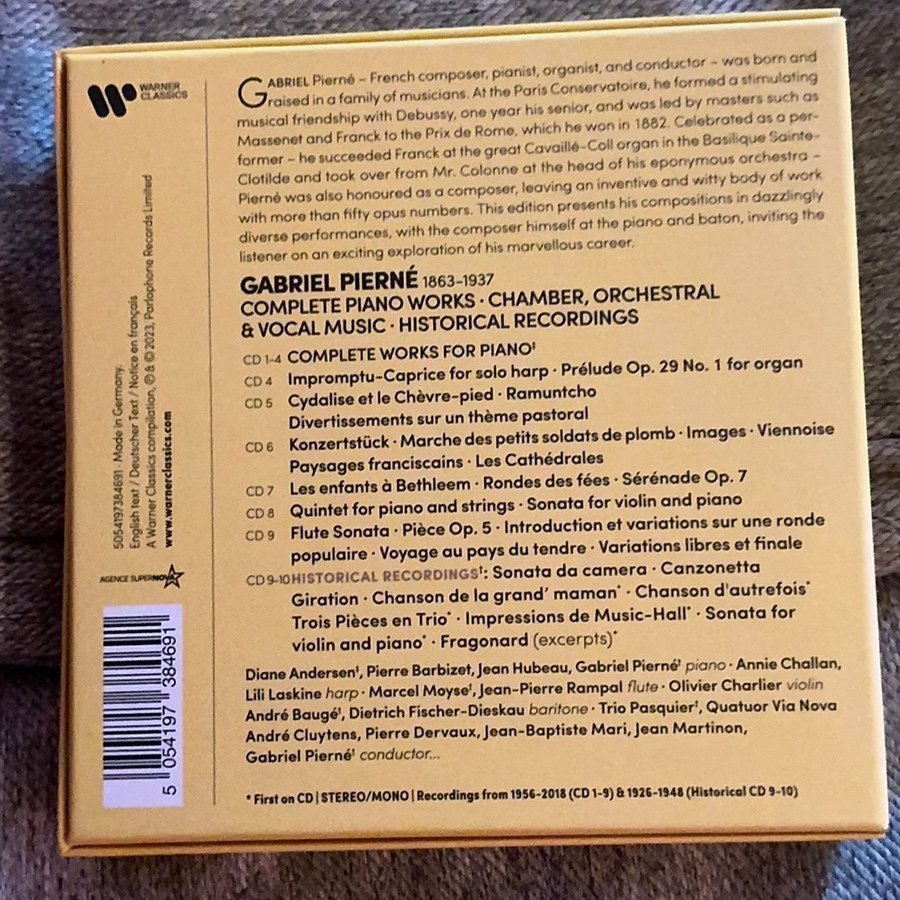 WARNER
CLASSICS
GABRIEL Pierné – French composer, pianist, organist, and conductor – was born and
raised in a family of musicians. At the Paris Conservatoire, he formed a stimulating
musical friendship with Debussy, one year his senior, and was led by masters such as
Massenet and Franck to the Prix de Rome, which he won in 1882. Celebrated as a per-
former – he succeeded Franck at the great Cavaillé-Coll organ in the Basilique Sainte-
Clotilde and took over from Mr. Colonne at the head of his eponymous orchestra –
Pierné was also honoured as a composer, leaving an inventive and witty body of work
with more than fifty opus numbers. This edition presents his compositions in dazzlingly
diverse performances, with the composer himself at the piano and baton, inviting the
listener on an exciting exploration of his marvellous career.
GABRIEL PIERNÉ 1863-1937
COMPLETE PIANO WORKS · CHAMBER, ORCHESTRAL
& VOCAL MUSIC · HISTORICAL RECORDINGS
CD 1-4 COMPLETE WORKS FOR PIANO‡
CD 4 Impromptu-Caprice for solo harp · Prélude Op. 29 No. 1 for organ
CD 5 Cydalise et le Chèvre-pied · Ramuntcho
Divertissements sur un thème pastoral
CD 6 Konzertstück · Marche des petits soldats de plomb · Images · Viennoise
Paysages franciscains · Les Cathédrales
CD 7 Les enfants à Bethleem · Rondes des fées · Sérénade Op. 7
CD 8 Quintet for piano and strings · Sonata for violin and piano
CD 9 Flute Sonata · Pièce Op. 5 · Introduction et variations sur une ronde
populaire · Voyage au pays du tendre · Variations libres et finale
CD 9-10 HISTORICAL RECORDINGS†: Sonata da camera · Canzonetta
Giration · Chanson de la grand' maman* · Chanson d'autrefois*
Trois Pièces en Trio* · Impressions de Music-Hall* · Sonata for
violin and piano* · Fragonard (excerpts)*
Diane Andersen‡, Pierre Barbizet, Jean Hubeau, Gabriel Pierné† piano · Annie Challan,
Lili Laskine harp · Marcel Moyse†, Jean-Pierre Rampal flute · Olivier Charlier violin
André Baugé†, Dietrich Fischer-Dieskau baritone · Trio Pasquier†, Quatuor Via Nova
André Cluytens, Pierre Dervaux, Jean-Baptiste Mari, Jean Martinon,
Gabriel Pierné† conductor...
* First on CD | STEREO/MONO | Recordings from 1956-2018 (CD 1-9) & 1926-1948 (Historical CD 9-10)
5054197384691 · Made in Germany.
English text / Deutscher Text / Notice en français
A Warner Classics compilation, ℗ & © 2023, Parlophone Records Limited
www.warnerclassics.com
AGENCE SUPERNOVA
5 054197 384691